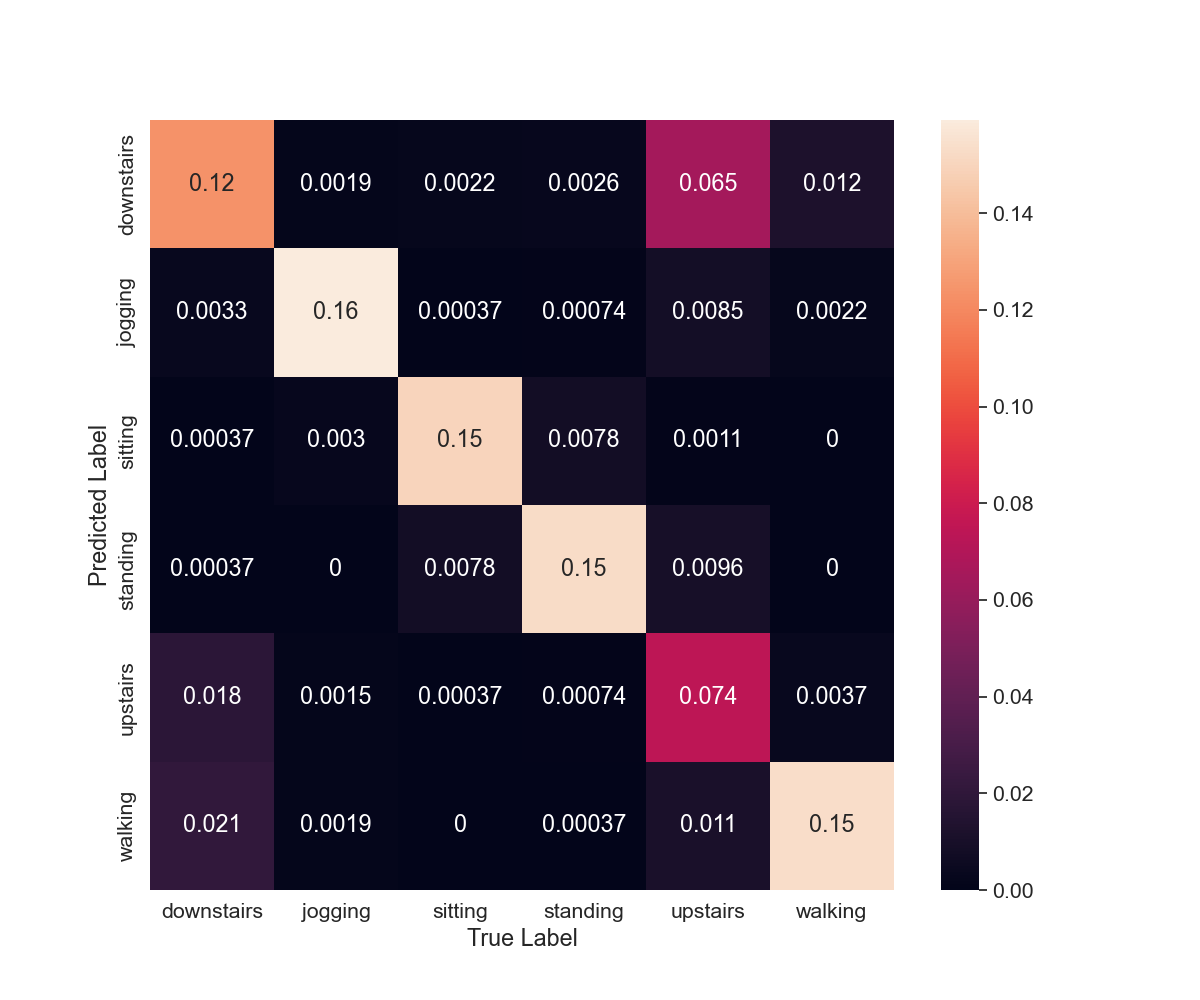 downstairs 0.12 0.0019 0.0022 0.0026 0.065 0.012
jogging 0.0033 0.16 0.00037 0.00074 0.0085 0.0022
sitting 0.00037 0.003 0.15 0.0078 0.0011 0
standing 0.00037 0 0.0078 0.15 0.0096 0
upstairs 0.018 0.0015 0.00037 0.00074 0.074 0.0037
walking 0.021 0.0019 0 0.00037 0.011 0.15
Predicted Label
downstairs jogging sitting standing upstairs walking
True Label
0.14
0.12
0.10
0.08
0.06
0.04
0.02
0.00